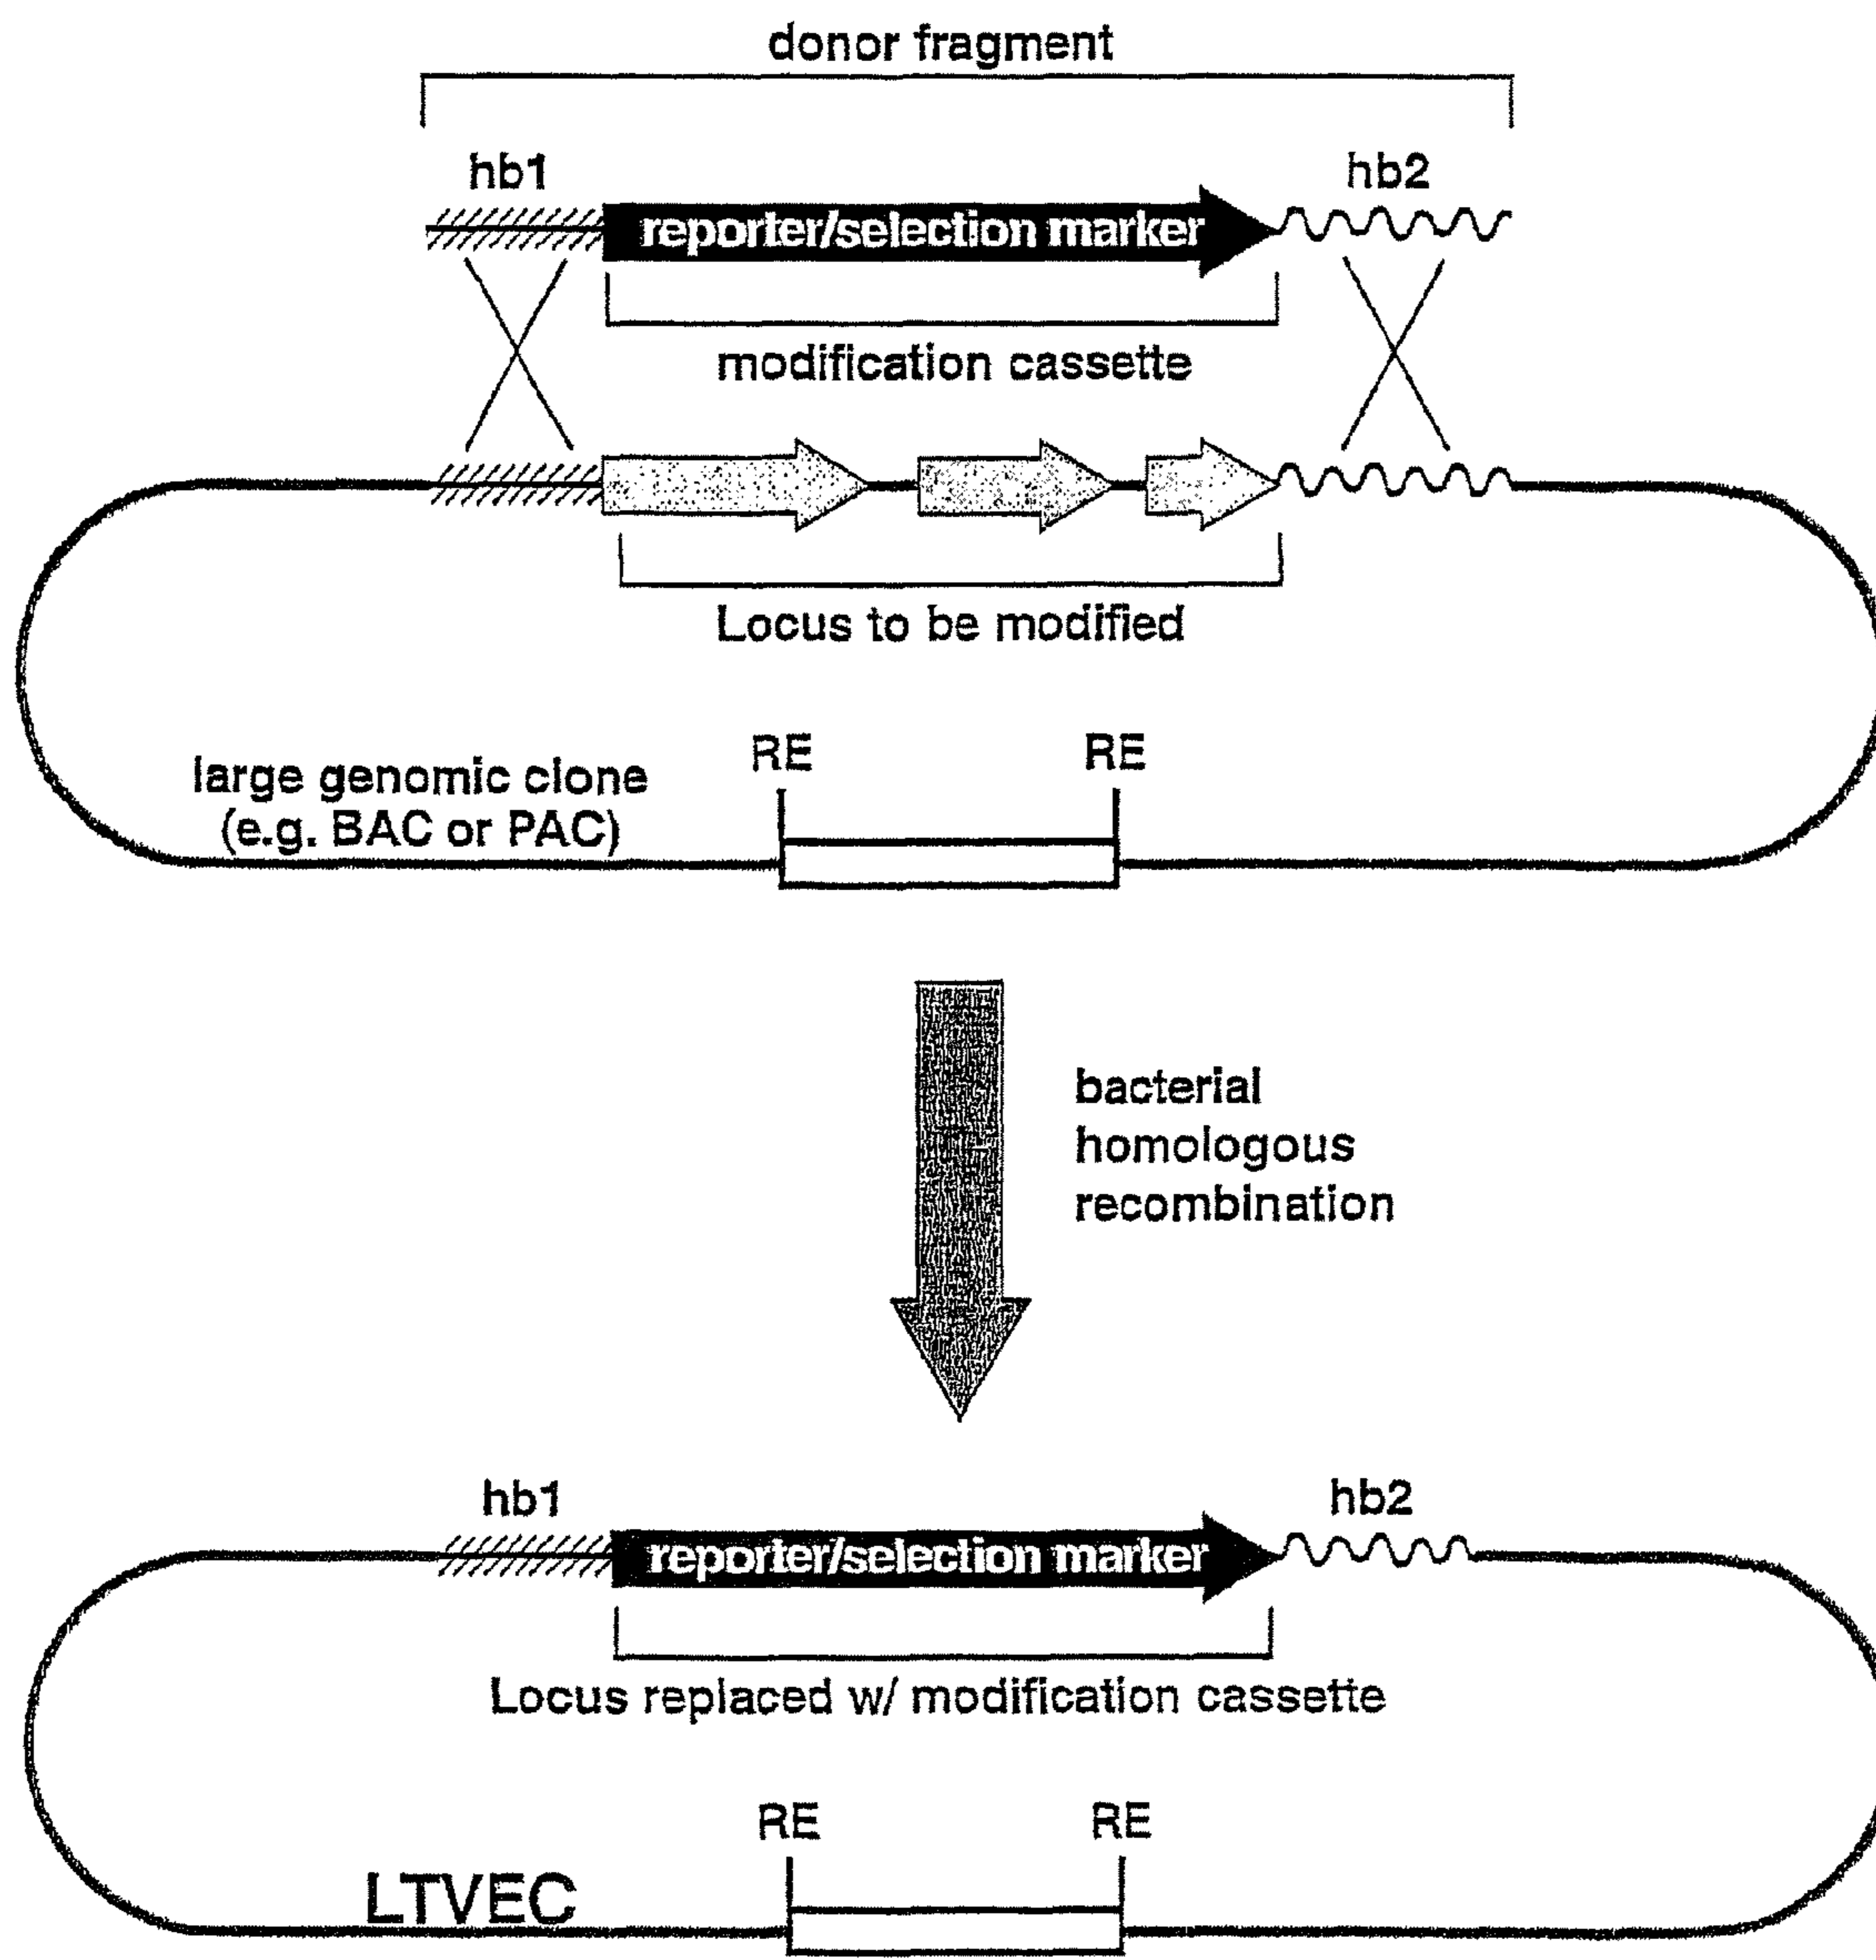 donor fragment
hb1
hb2
reporter/selection marker
modification cassette
Locus to be modified
RE
RE
large genomic clone
(e.g. BAC or PAC)
bacterial
homologous
recombination
hb1
hb2
reporter/selection marker
Locus replaced w/ modification cassette
RE
RE
LTVEC